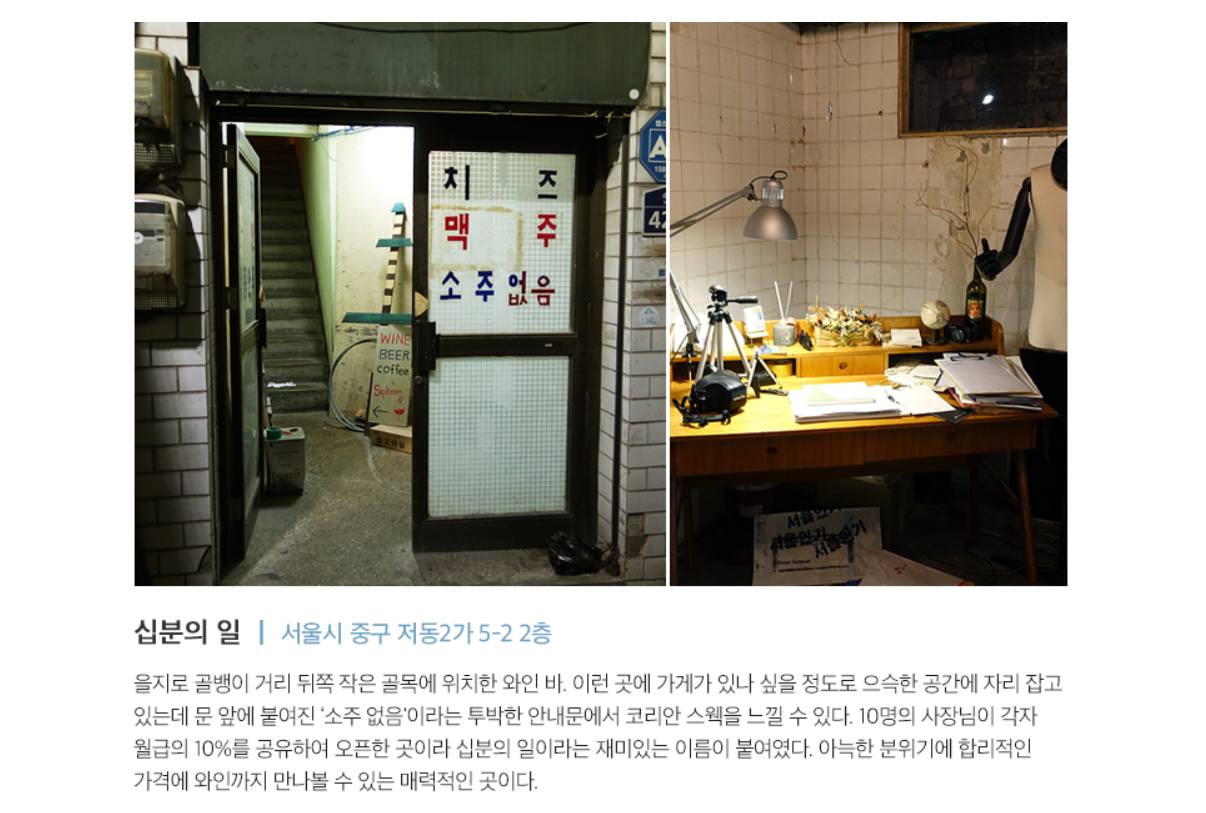 치 즈
맥 주
소주없음
WINE
BEER
coffee
42
서울인기
서울인기
서울인기
십분의 일 | 서울시 중구 저동2가 5-2 2층
을지로 골뱅이 거리 뒤쪽 작은 골목에 위치한 와인 바. 이런 곳에 가게가 있나 싶을 정도로 으슥한 공간에 자리 잡고
있는데 문 앞에 붙여진 ‘소주 없음’이라는 투박한 안내문에서 코리안 스웩을 느낄 수 있다. 10명의 사장님이 각자
월급의 10%를 공유하여 오픈한 곳이라 십분의 일이라는 재미있는 이름이 붙여였다. 아늑한 분위기에 합리적인
가격에 와인까지 만나볼 수 있는 매력적인 곳이다.